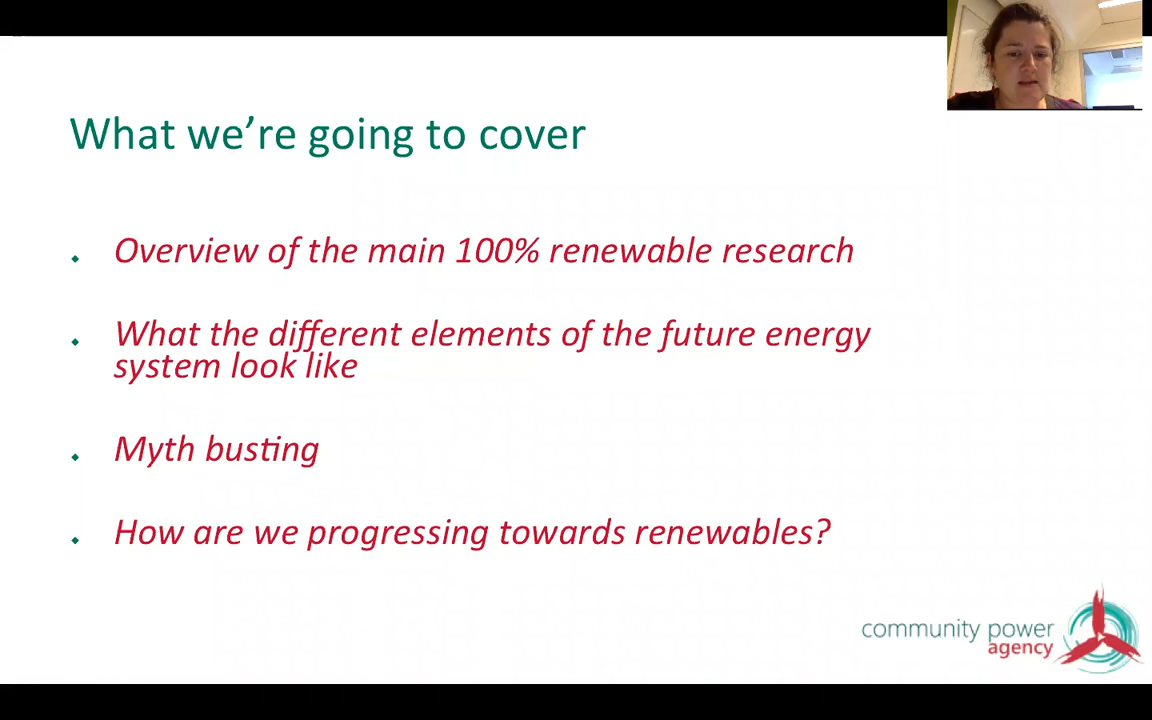 What we're going to cover
Overview of the main 100% renewable research
What the different elements of the future energy
system look like
Myth busting
How are we progressing towards renewables?
community power
agency